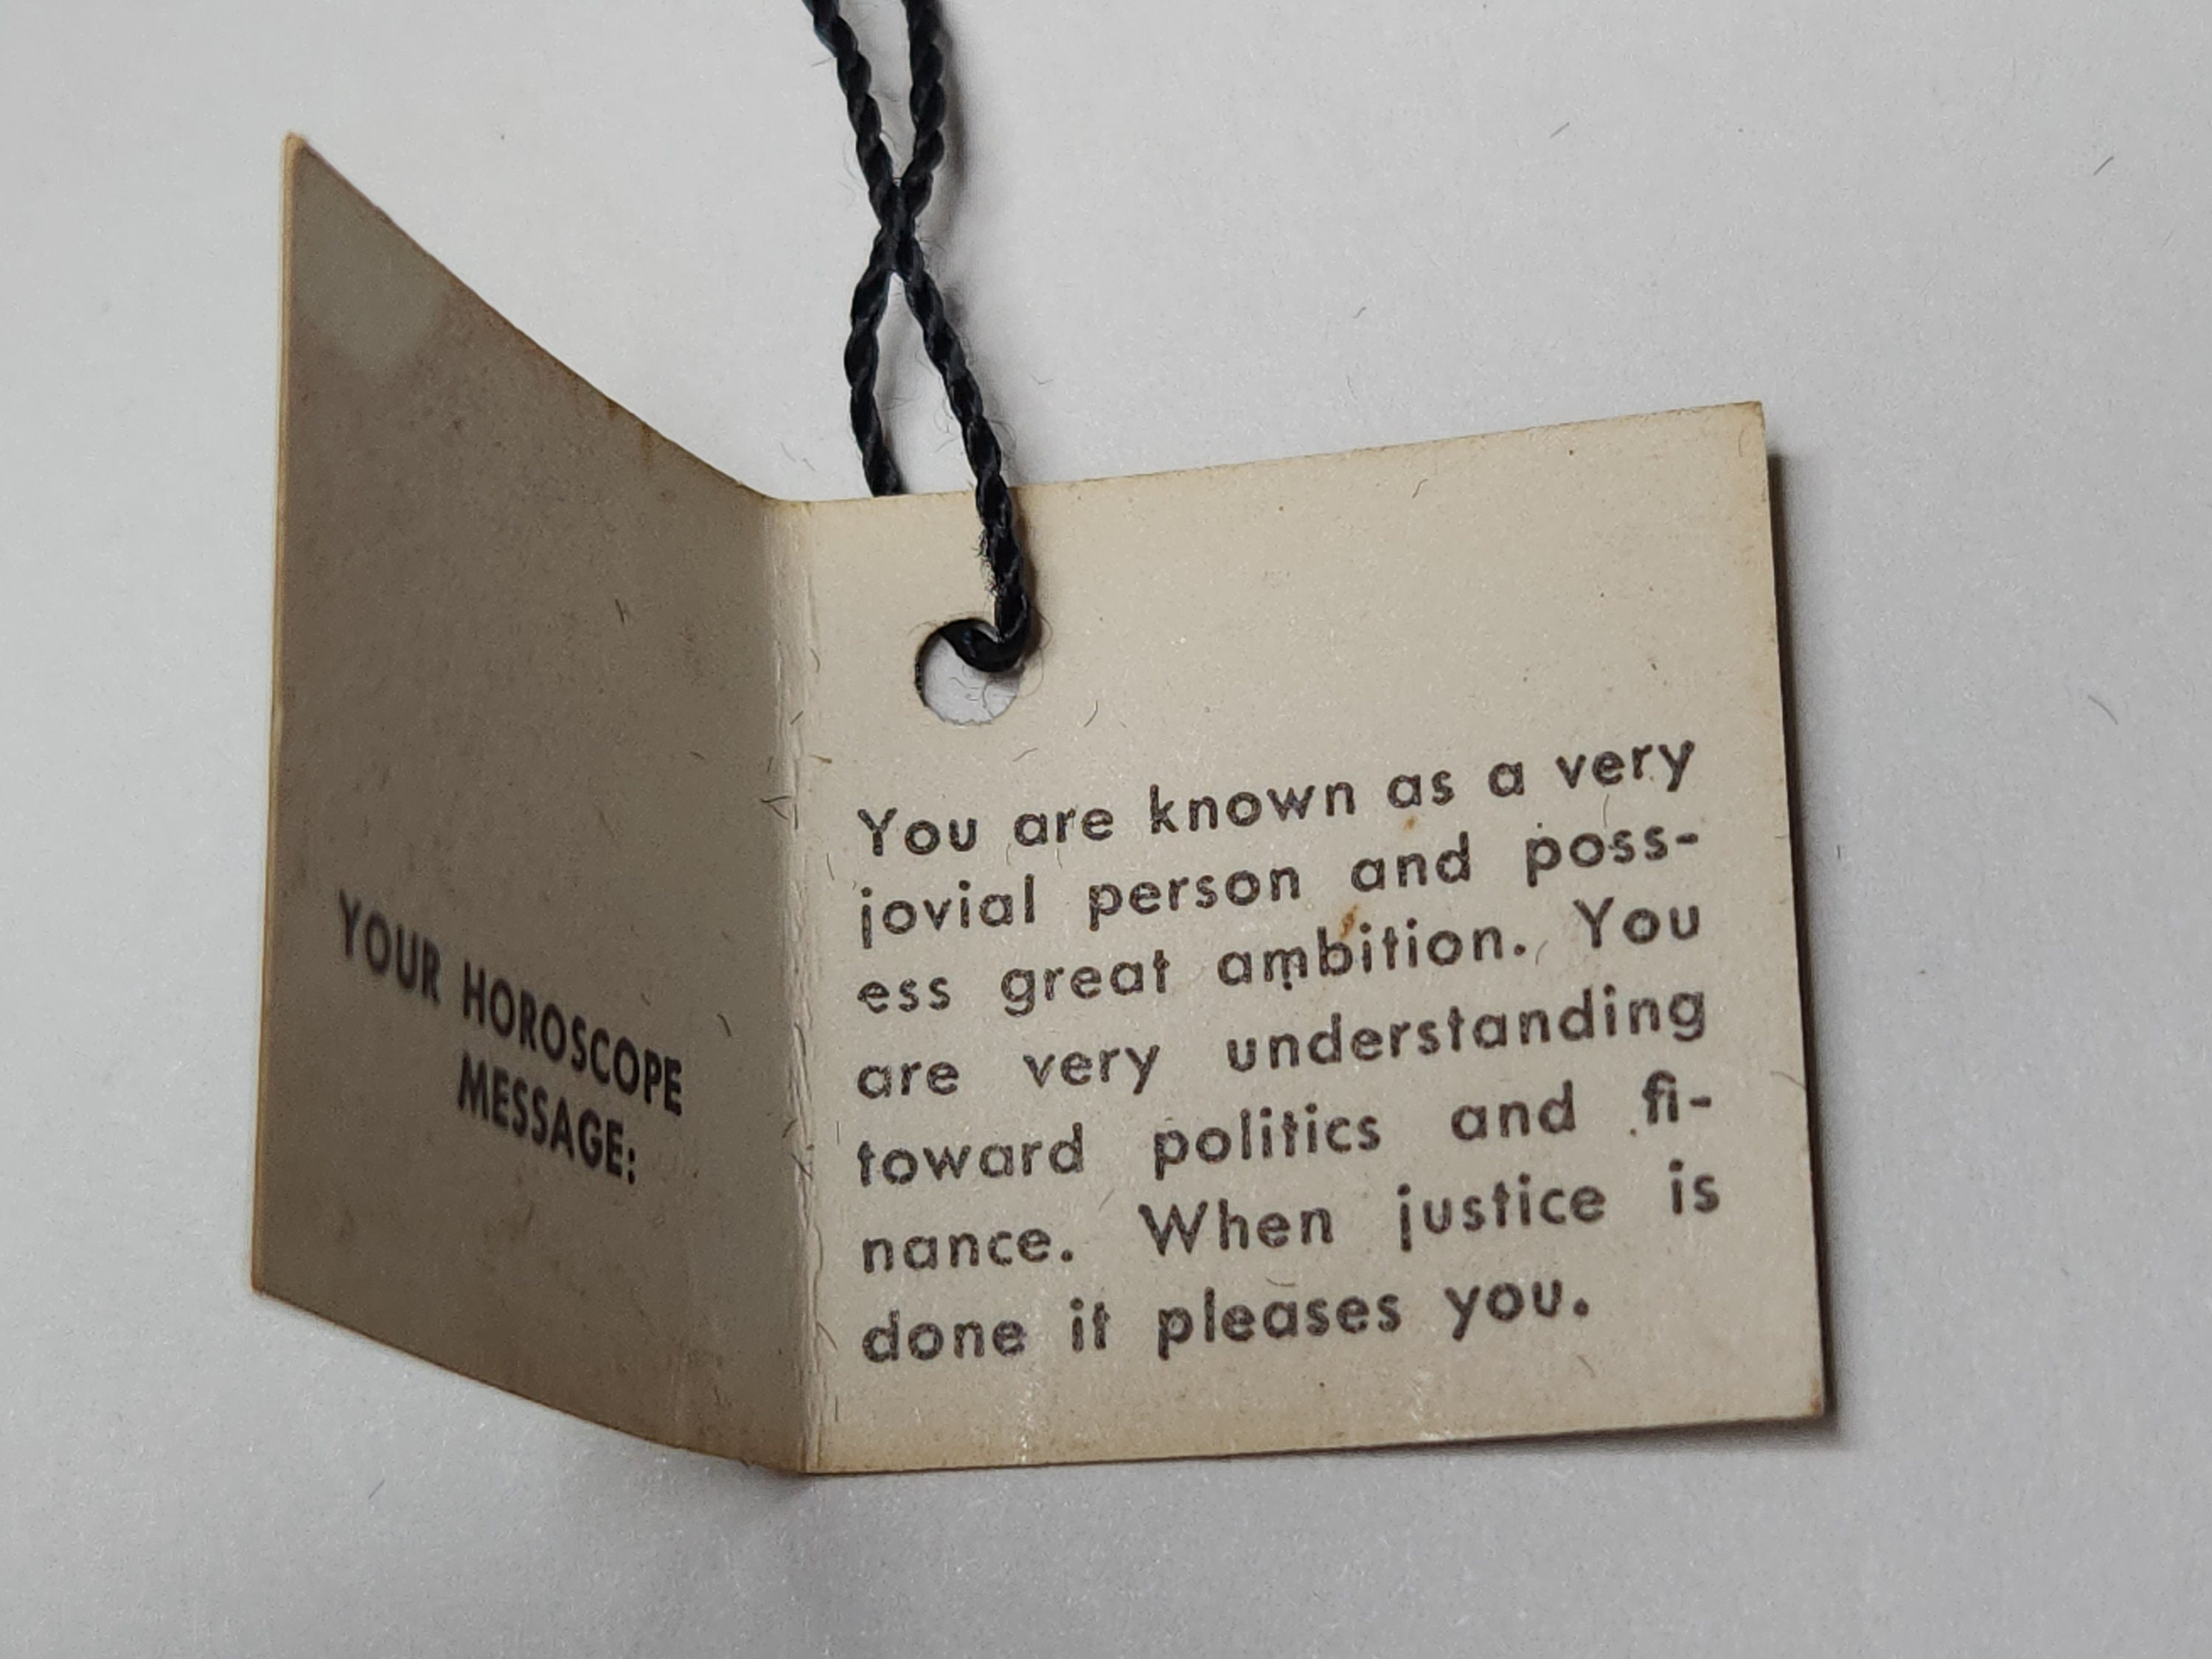 YOUR HOROSCOPE
MESSAGE:
You are known as a very
jovial person and poss-
ess great ambition. You
are very understanding
toward politics and fi-
nance. When justice is
done it pleases you.